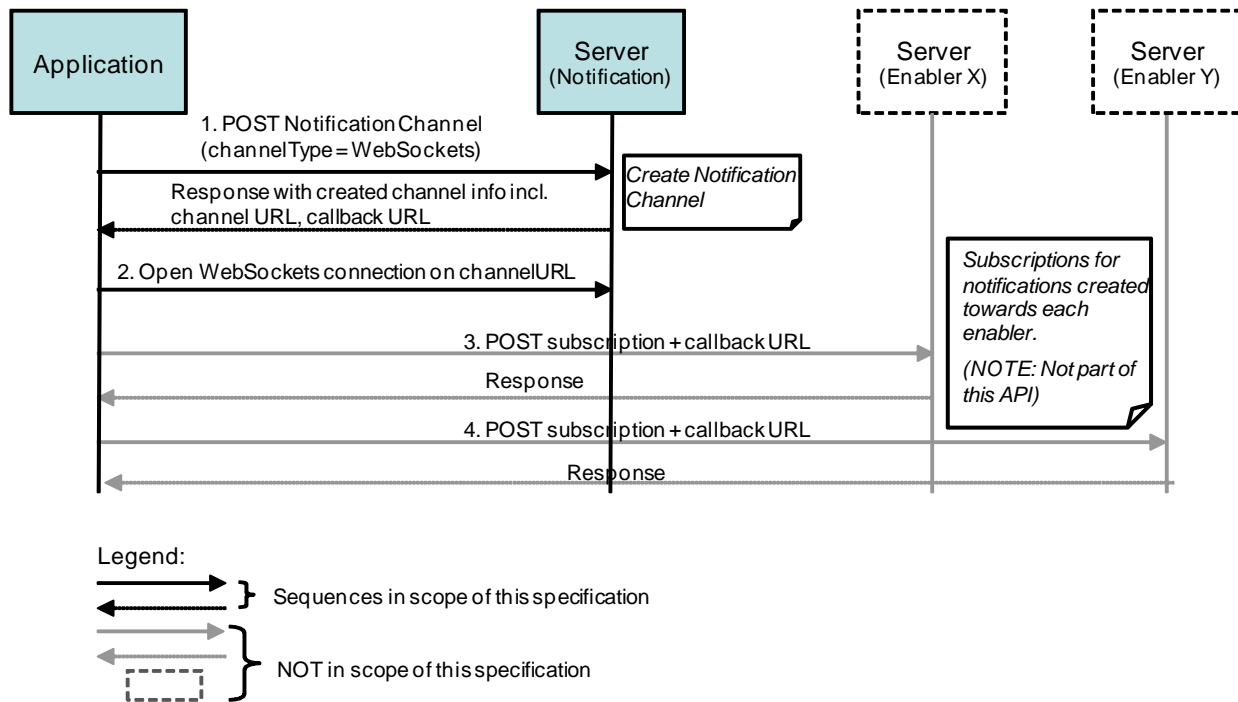 Application
Server
(Notification)
Server
(Enabler X)
Server
(Enabler Y)
1. POST Notification Channel
(channelType = WebSockets)
Create Notification
Channel
Response with created channel info incl.
channel URL, callback URL
2. Open WebSockets connection on channelURL
Subscriptions for
notifications created
towards each
enabler.
(NOTE: Not part of
this API)
3. POST subscription + callback URL
Response
4. POST subscription + callback URL
Response
Legend:
Sequences in scope of this specification
NOT in scope of this specification